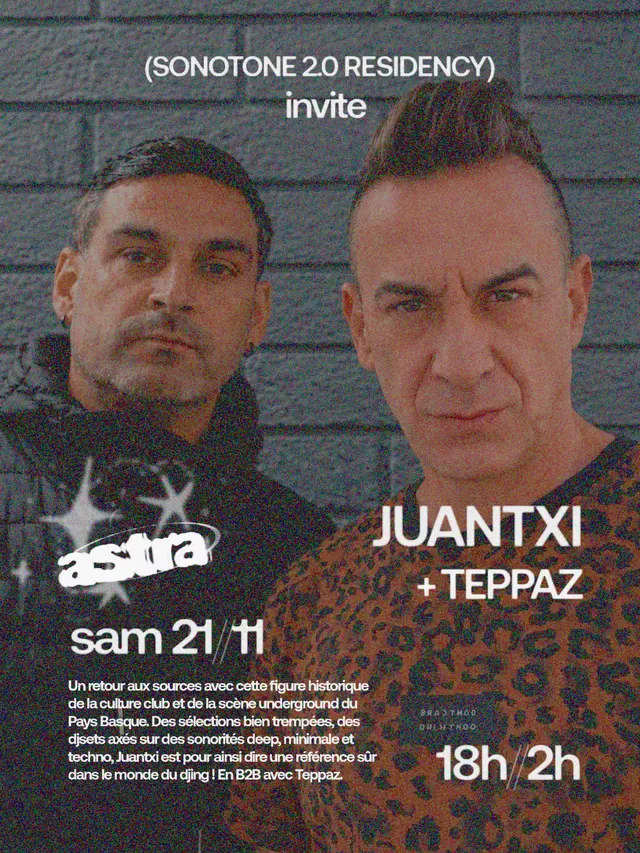 (SONOTONE 2.0 RESIDENCY)
invite
JUANTXI
+ TEPPAZ
astra
sam 21//11
Un retour aux sources avec cette figure historique
de la culture club et de la scène underground du
Pays Basque. Des sélections bien trempées, des
djsets axés sur des sonorités deep, minimale et
techno, Juantxi est pour ainsi dire une référence sûr
dans le monde du djing ! En B2B avec Teppaz.
18h//2h